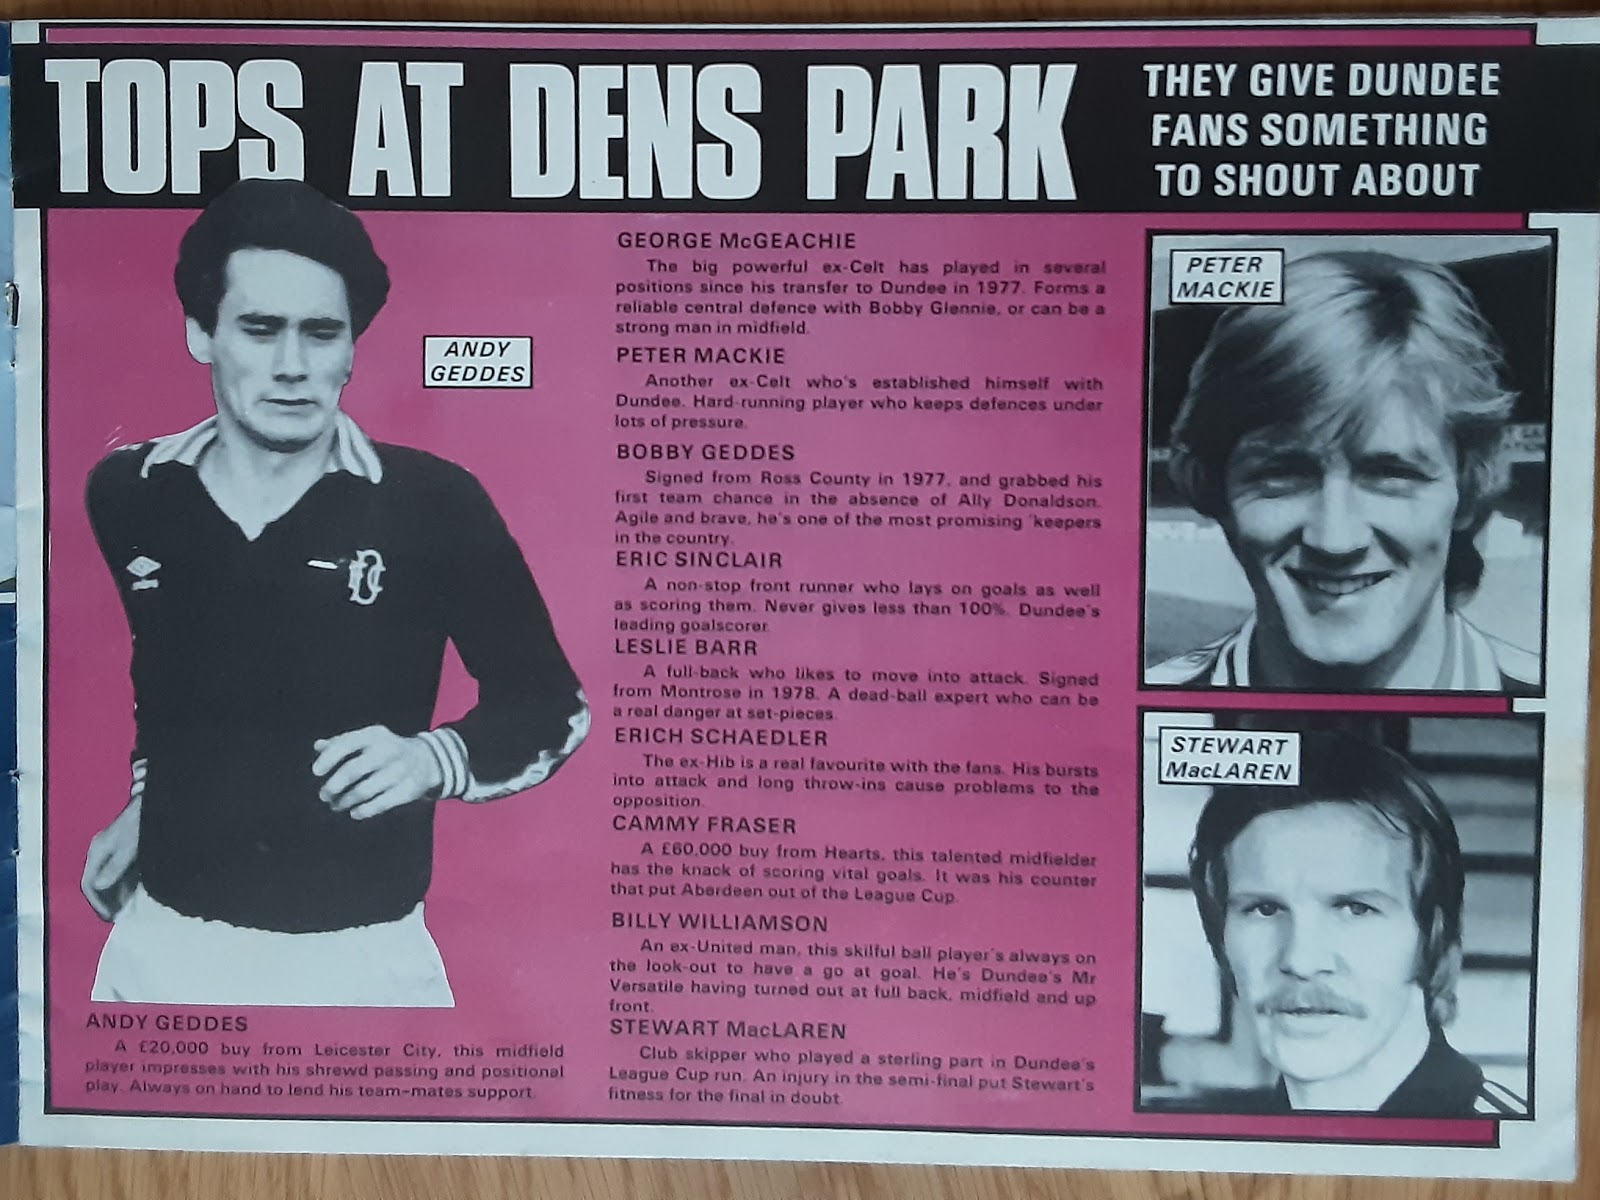 TOPS AT DENS PARK
THEY GIVE DUNDEE
FANS SOMETHING
TO SHOUT ABOUT
ANDY
GEDDES
ANDY GEDDES
A £20,000 buy from Leicester City, this midfield
player impresses with his shrewd passing and positional
play. Always on hand to lend his team-mates support.
GEORGE McGEACHIE
The big powerful ex-Celt has played in several
positions since his transfer to Dundee in 1977. Forms a
reliable central defence with Bobby Glennie, or can be a
strong man in midfield.
PETER MACKIE
Another ex-Celt who's established himself with
Dundee. Hard-running player who keeps defences under
lots of pressure.
BOBBY GEDDES
Signed from Ross County in 1977, and grabbed his
first team chance in the absence of Ally Donaldson.
Agile and brave, he's one of the most promising 'keepers
in the country.
ERIC SINCLAIR
A non-stop front runner who lays on goals as well
as scoring them. Never gives less than 100%. Dundee's
leading goalscorer.
LESLIE BARR
A full-back who likes to move into attack. Signed
from Montrose in 1978. A dead-ball expert who can be
a real danger at set-pieces.
ERICH SCHAEDLER
The ex-Hib is a real favourite with the fans. His bursts
into attack and long throw-ins cause problems to the
opposition.
CAMMY FRASER
A £60,000 buy from Hearts, this talented midfielder
has the knack of scoring vital goals. It was his counter
that put Aberdeen out of the League Cup.
BILLY WILLIAMSON
An ex-United man, this skilful ball player's always on
the look-out to have a go at goal. He's Dundee's Mr
Versatile having turned out at full back, midfield and up
front.
STEWART MacLAREN
Club skipper who played a sterling part in Dundee's
League Cup run. An injury in the semi-final put Stewart's
fitness for the final in doubt.
PETER
MACKIE
STEWART
MacLAREN